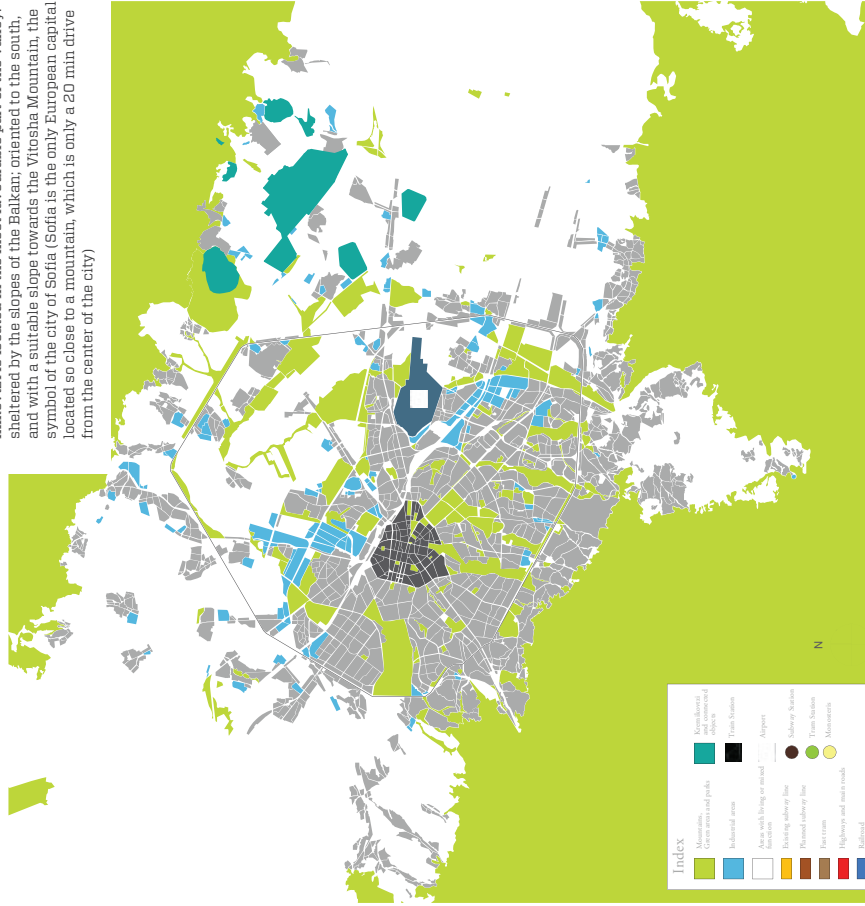 sheltered by the slopes of the Balkan; oriented to the south,
and with a suitable slope towards the Vitosha Mountain, the
symbol of the city of Sofia (Sofia is the only European capital
located so close to a mountain, which is only a 20 min drive
from the center of the city)
N
Index
Mountains,
Green areas and parks
Industrial areas
Areas with living or mixed
function
Existing subway line
Planned subway line
Fast tram
Highways and main roads
Railroad
Kremikovtzi
and connected
objects
Train Station
Airport
Subway Station
Tram Station
Monasteris